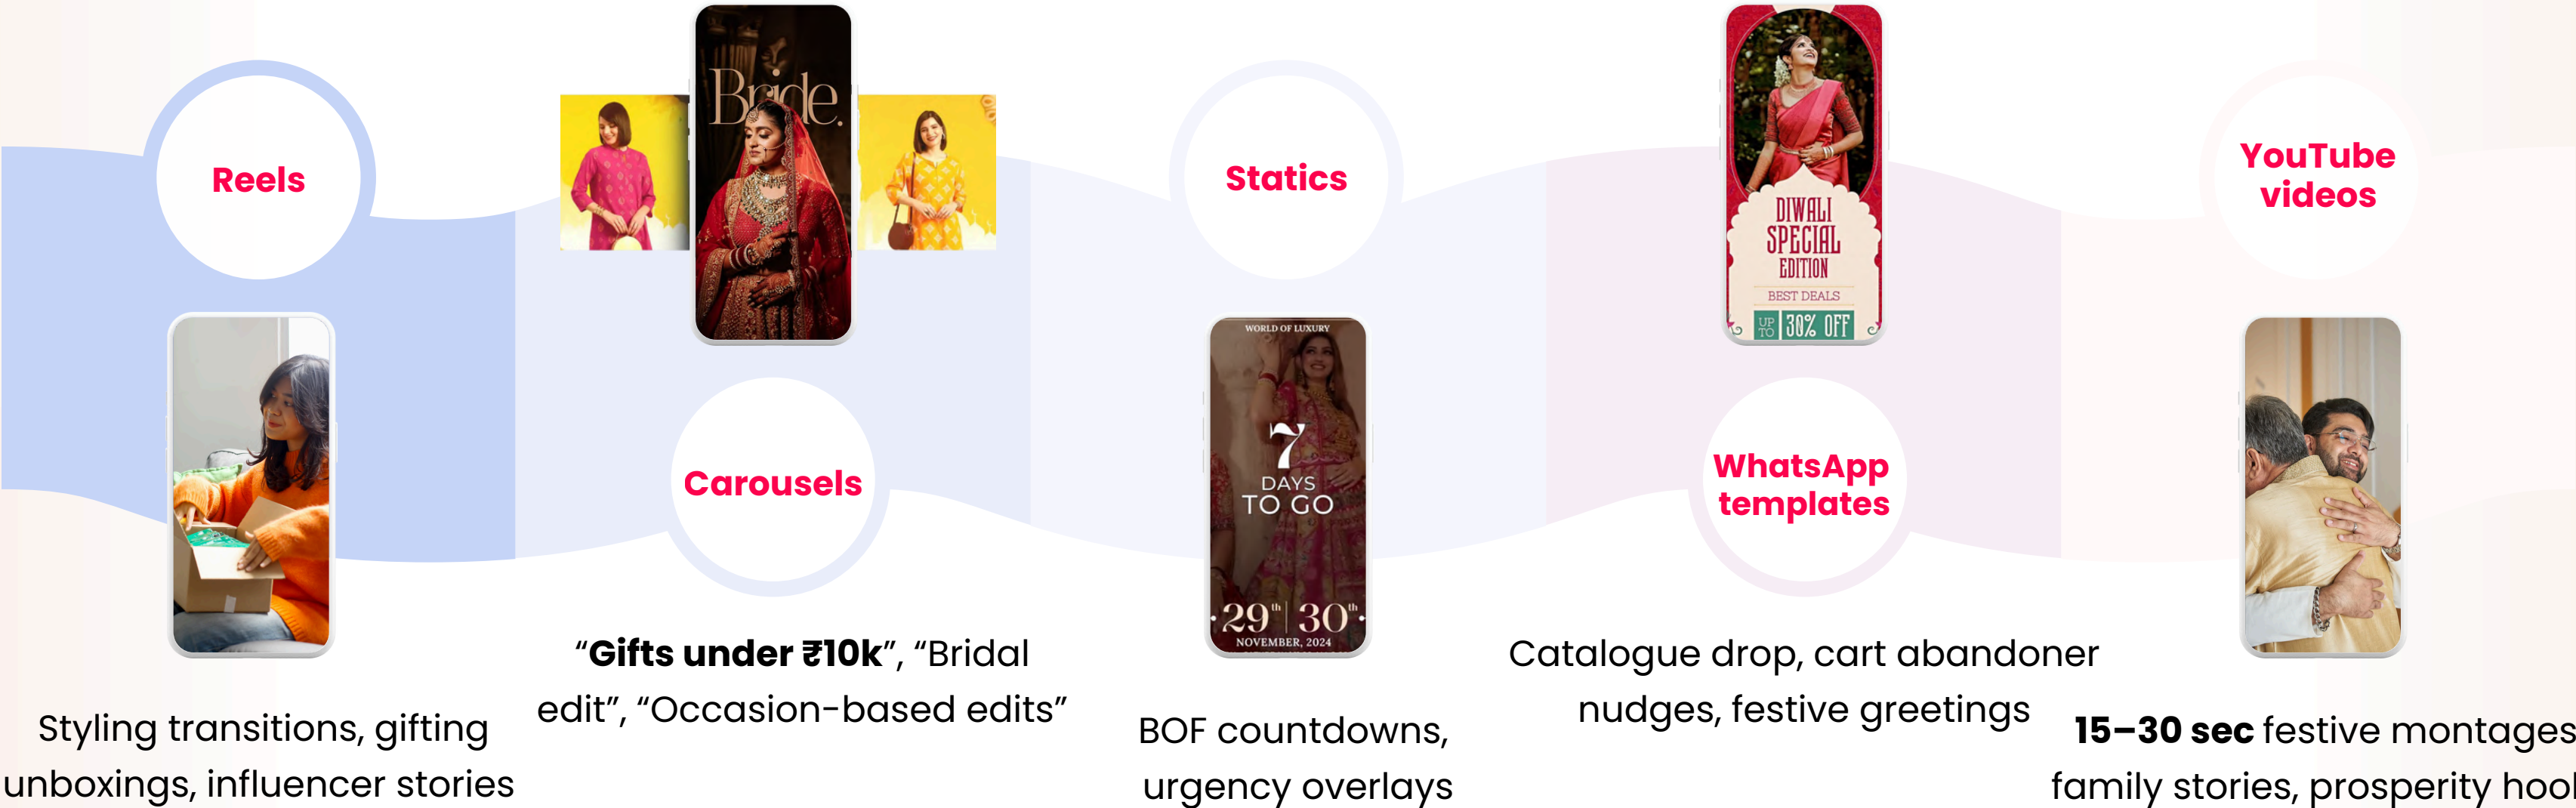 Reels
Styling transitions, gifting
unboxings, influencer stories
Bride.
Carousels
“Gifts under ₹10k”, “Bridal
edit”, “Occasion-based edits”
Statics
WORLD OF LUXURY
7
DAYS
TO GO
29th | 30th
NOVEMBER, 2024
BOF countdowns,
urgency overlays
DIWALI
SPECIAL
EDITION
BEST DEALS
UP TO 30% OFF
WhatsApp
templates
Catalogue drop, cart abandoner
nudges, festive greetings
YouTube
videos
15–30 sec festive montages
family stories, prosperity